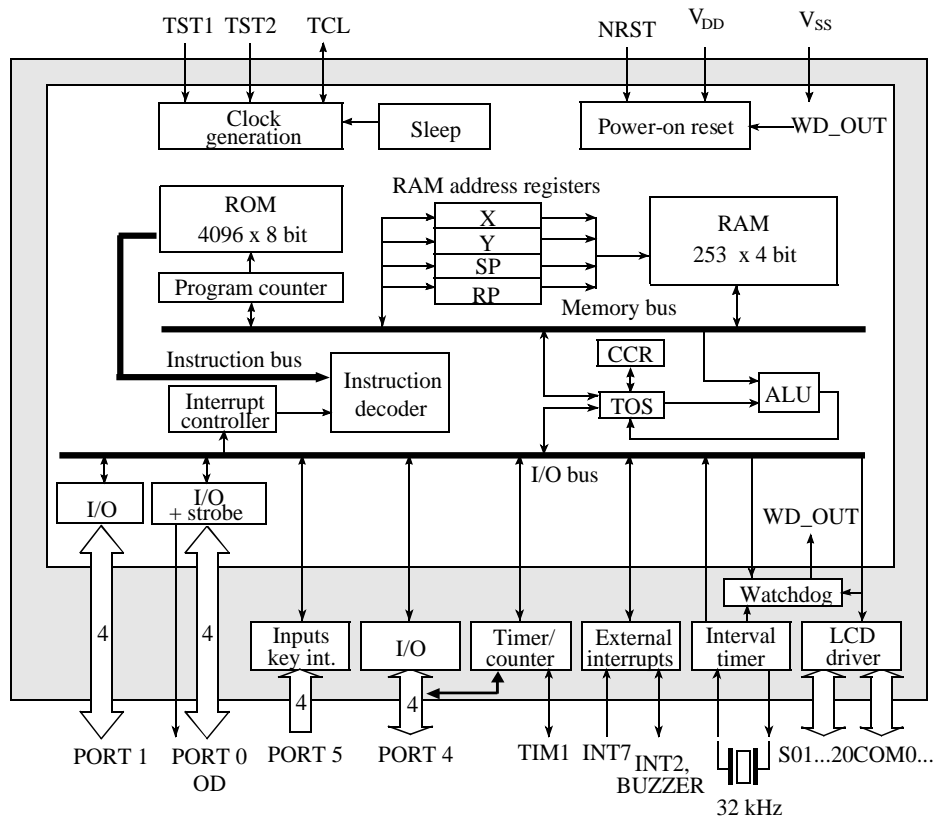 TST1 TST2 TCL NRST V_DD V_SS
Clock
generation
Sleep
Power-on reset
WD_OUT
RAM address registers
ROM
4096 x 8 bit
X
Y
SP
RP
RAM
253 x 4 bit
Program counter
Memory bus
Instruction bus
Instruction
decoder
CCR
TOS
ALU
Interrupt
controller
I/O bus
I/O
I/O
+ strobe
WD_OUT
Watchdog
4
4
Inputs
key int.
I/O
Timer/
counter
External
interrupts
Interval
timer
LCD
driver
4
4
PORT 1
PORT 0
OD
PORT 5
PORT 4
TIM1
INT7
INT2,
BUZZER
32 kHz
S01...20COM0...